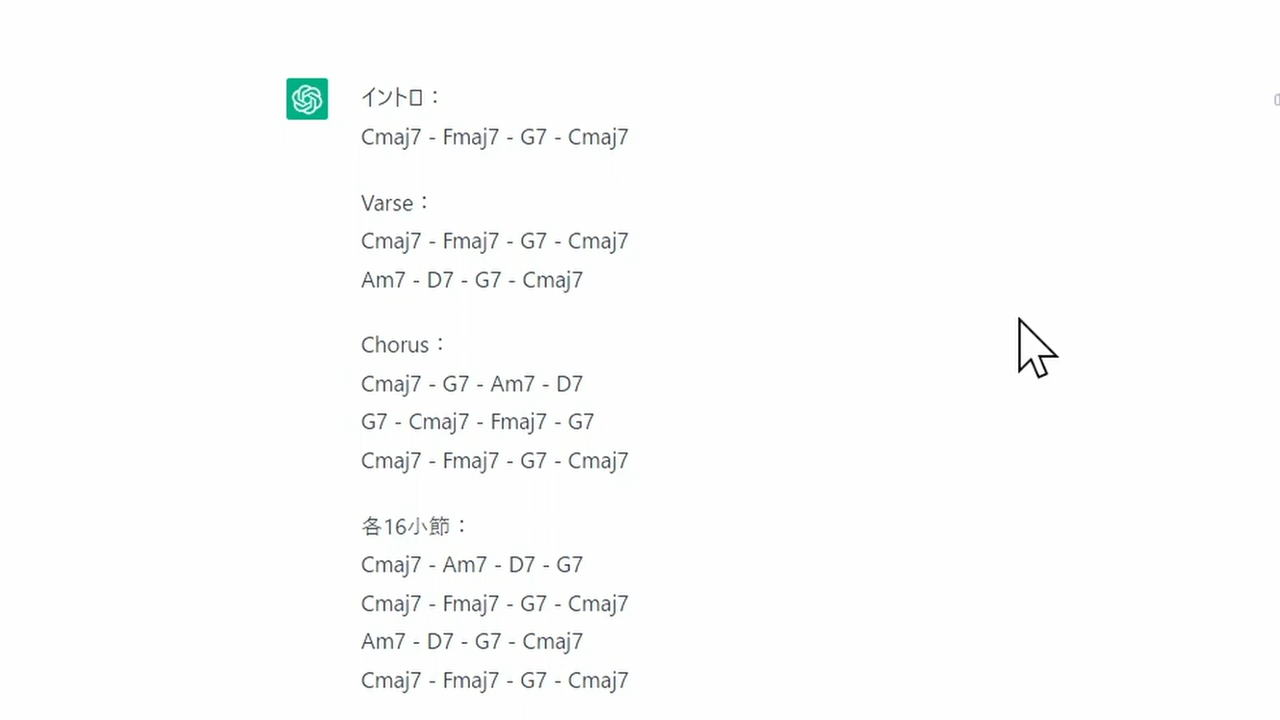 イントロ：
Cmaj7 - Fmaj7 - G7 - Cmaj7
Varse：
Cmaj7 - Fmaj7 - G7 - Cmaj7
Am7 - D7 - G7 - Cmaj7
Chorus：
Cmaj7 - G7 - Am7 - D7
G7 - Cmaj7 - Fmaj7 - G7
Cmaj7 - Fmaj7 - G7 - Cmaj7
各16小節：
Cmaj7 - Am7 - D7 - G7
Cmaj7 - Fmaj7 - G7 - Cmaj7
Am7 - D7 - G7 - Cmaj7
Cmaj7 - Fmaj7 - G7 - Cmaj7